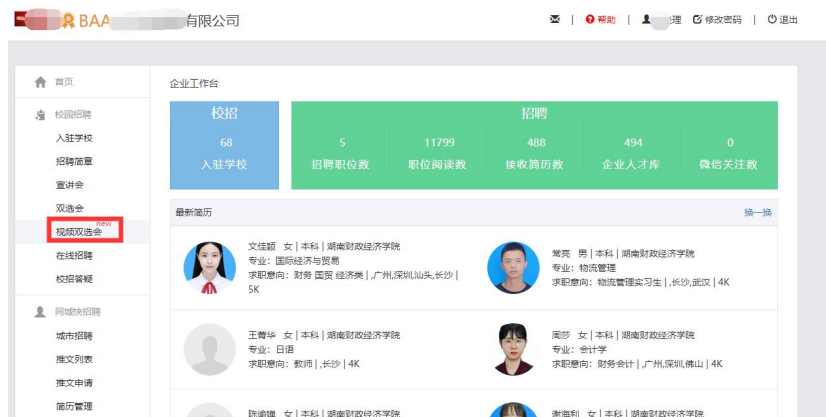 BAA 有限公司
| 帮助 | 理 修改密码 | 退出
首页
校园招聘
入驻学校
招聘简章
宣讲会
双选会
new
视频双选会
在线招聘
校招答疑
同城快招聘
城市招聘
推文列表
推文申请
简历管理
企业工作台
校招
68
入驻学校
招聘
5 11799 488 494 0
招聘职位数 职位阅读数 接收简历数 企业人才库 微信关注数
最新简历 换一换
文佳颖 女 | 本科 | 湖南财政经济学院
专业：国际经济与贸易
求职意向：财务 国贸 经济类 | ,广州,深圳,汕头,长沙 |
5K
常亮 男 | 本科 | 湖南财政经济学院
专业：物流管理
求职意向：物流管理实习生 | ,长沙,武汉 | 4K
王菁华 女 | 本科 | 湖南财政经济学院
专业：日语
求职意向：教师 | ,长沙 | 4K
周莎 女 | 本科 | 湖南财政经济学院
专业：会计学
求职意向：财务会计 | ,广州,深圳,佛山 | 4K
女 | 本科 | 湖南财政经济学院
谢海利 女 | 本科 | 湖南财政经济学院